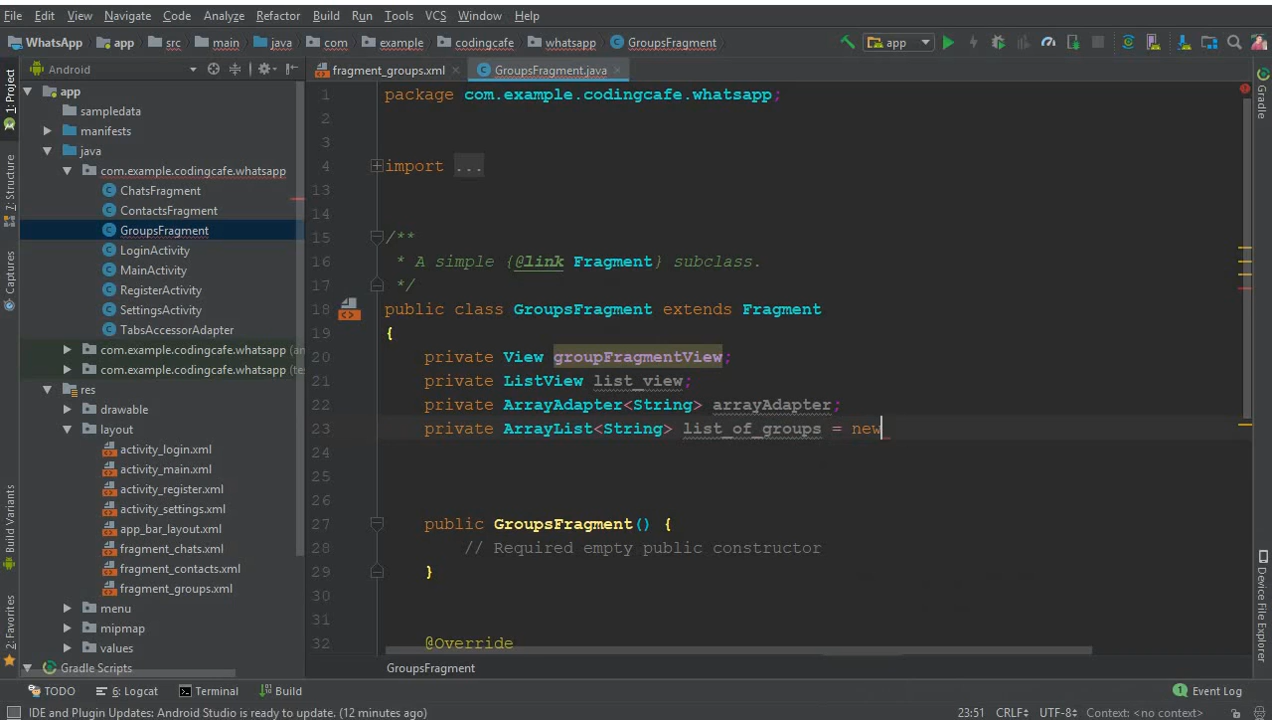 File Edit View Navigate Code Analyze Refactor Build Run Tools VCS Window Help
WhatsApp app src main java com example codingcafe whatsapp GroupsFragment app
1: Project
7: Structure
Captures
Build Variants
2: Favorites
Android
app
sampledata
manifests
java
com.example.codingcafe.whatsapp
ChatsFragment
ContactsFragment
GroupsFragment
LoginActivity
MainActivity
RegisterActivity
SettingsActivity
TabsAccessorAdapter
com.example.codingcafe.whatsapp (an
com.example.codingcafe.whatsapp (te
res
drawable
layout
activity_login.xml
activity_main.xml
activity_register.xml
activity_settings.xml
app_bar_layout.xml
fragment_chats.xml
fragment_contacts.xml
fragment_groups.xml
menu
mipmap
values
Gradle Scripts
fragment_groups.xml GroupsFragment.java
1 package com.example.codingcafe.whatsapp;
2
3
4 import ...
13
14
15 /**
16 * A simple {@link Fragment} subclass.
17 */
18 public class GroupsFragment extends Fragment
19 {
20 private View groupFragmentView;
21 private ListView list_view;
22 private ArrayAdapter<String> arrayAdapter;
23 private ArrayList<String> list_of_groups = new
24
25
26
27 public GroupsFragment() {
28 // Required empty public constructor
29 }
30
31
32 @Override
GroupsFragment
Gradle
Device File Explorer
TODO 6: Logcat Terminal Build 1 Event Log
IDE and Plugin Updates: Android Studio is ready to update. (12 minutes ago) 23:51 CRLF UTF-8 Context: <no context>